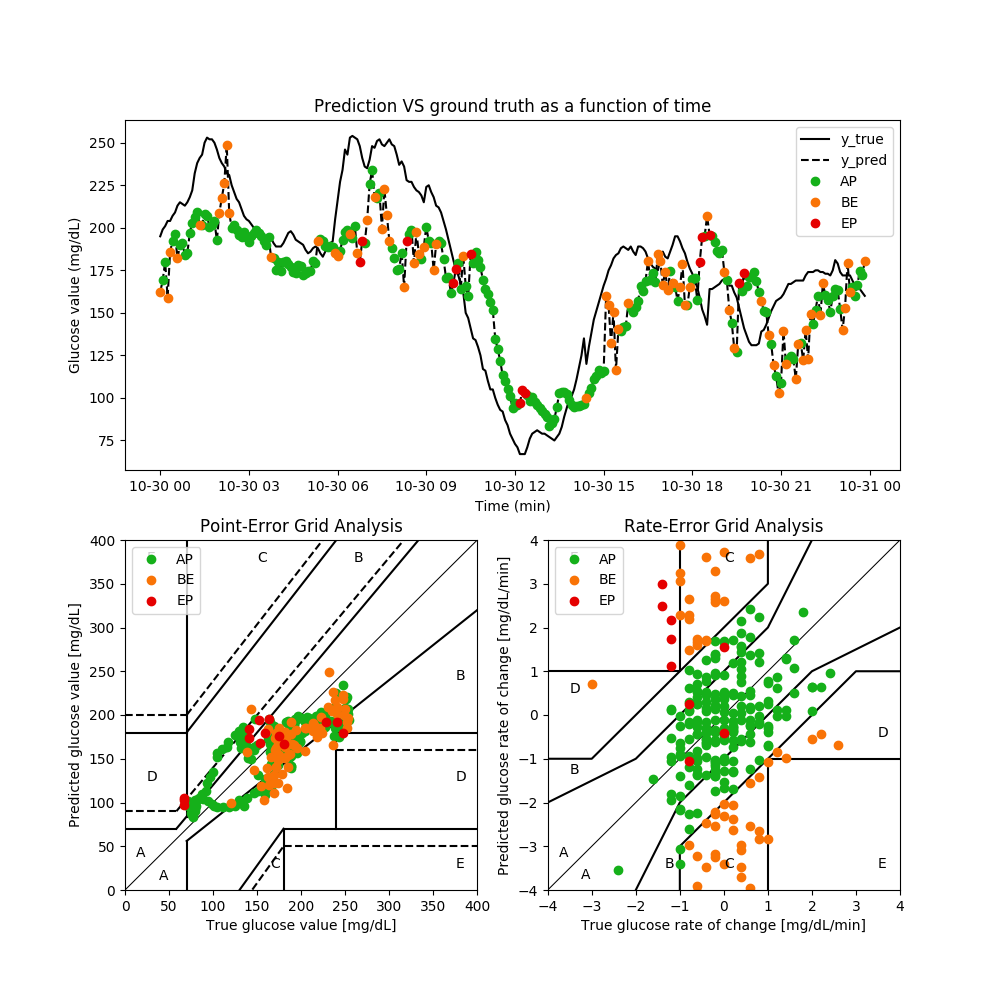 Prediction VS ground truth as a function of time
Glucose value (mg/dL)
250
225
200
175
150
125
100
75
y_true
y_pred
AP
BE
EP
10-30 00 10-30 03 10-30 06 10-30 09 10-30 12 10-30 15 10-30 18 10-30 21 10-31 00
Time (min)
Point-Error Grid Analysis
Predicted glucose value [mg/dL]
400
350
300
250
200
150
100
50
0
AP
BE
EP
C
B
B
D
D
A
A
C
E
0 50 100 150 200 250 300 350 400
True glucose value [mg/dL]
Rate-Error Grid Analysis
Predicted glucose rate of change [mg/dL/min]
4
3
2
1
0
−1
−2
−3
−4
AP
BE
EP
C
D
D
B
A
A
B
C
E
−4 −3 −2 −1 0 1 2 3 4
True glucose rate of change [mg/dL/min]